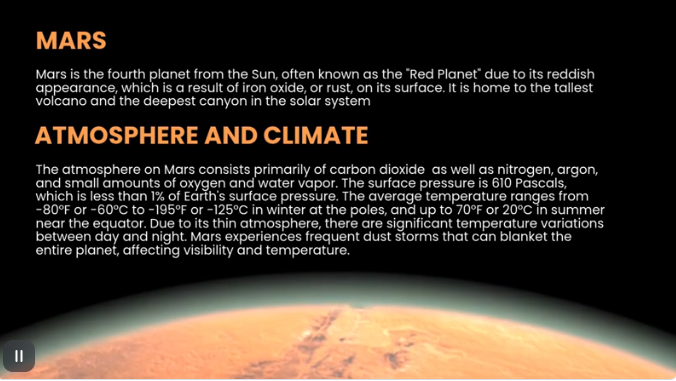 MARS
Mars is the fourth planet from the Sun, often known as the "Red Planet" due to its reddish
appearance, which is a result of iron oxide, or rust, on its surface. It is home to the tallest
volcano and the deepest canyon in the solar system
ATMOSPHERE AND CLIMATE
The atmosphere on Mars consists primarily of carbon dioxide as well as nitrogen, argon,
and small amounts of oxygen and water vapor. The surface pressure is 610 Pascals,
which is less than 1% of Earth's surface pressure. The average temperature ranges from
-80°F or -60°C to -195°F or -125°C in winter at the poles, and up to 70°F or 20°C in summer
near the equator. Due to its thin atmosphere, there are significant temperature variations
between day and night. Mars experiences frequent dust storms that can blanket the
entire planet, affecting visibility and temperature.